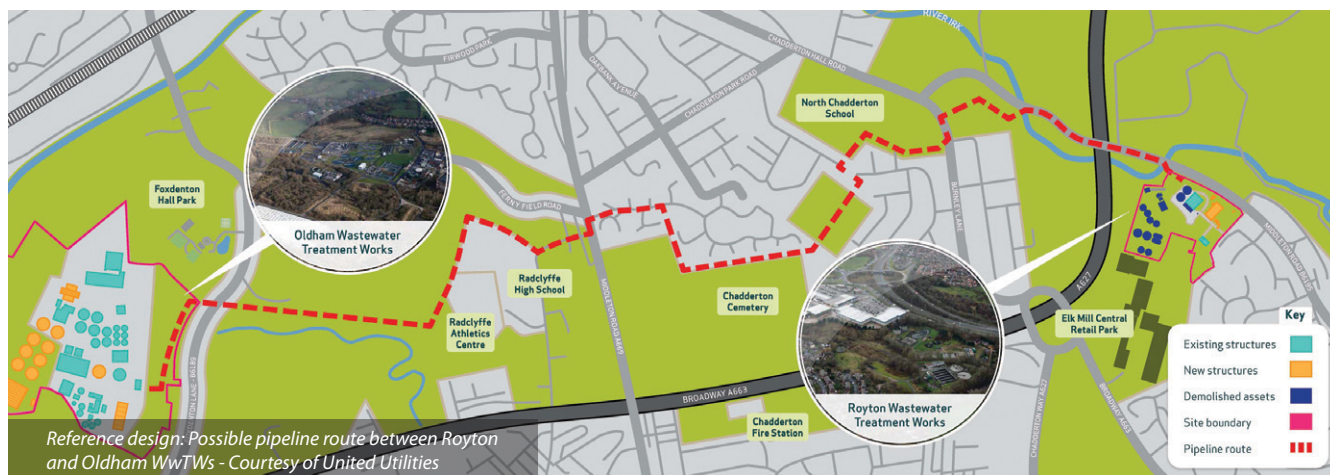 RIVER IRK
FIRWOOD PARK
OAKBANK AVENUE
CHADDERTON PARK ROAD
CHADDERTON HALL ROAD
North Chadderton
School
Foxdenton
Hall Park
Oldham Wastewater
Treatment Works
FERNY FIELD ROAD
Radclyffe
High School
Radclyffe
Athletics
Centre
MIDDLETON ROAD A669
Chadderton
Cemetery
BURNLEY LANE
A627
MIDDLETON ROAD B6195
Elk Mill Central
Retail Park
BROADWAY A663
Chadderton
Fire Station
Royton Wastewater
Treatment Works
CHADDERTON WAY A627
BROADWAY A663
Key
Existing structures
New structures
Demolished assets
Site boundary
Pipeline route
LANE B6189
Reference design: Possible pipeline route between Royton
and Oldham WwTWs - Courtesy of United Utilities